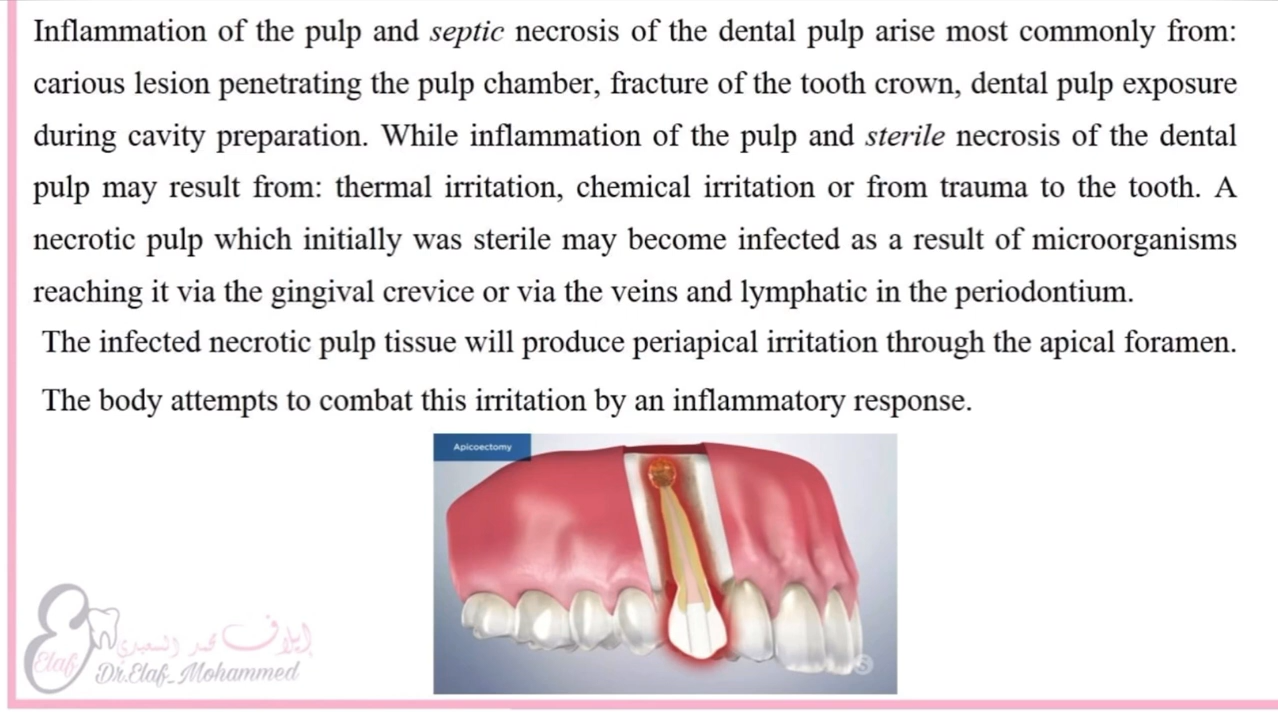 Inflammation of the pulp and septic necrosis of the dental pulp arise most commonly from:
carious lesion penetrating the pulp chamber, fracture of the tooth crown, dental pulp exposure
during cavity preparation. While inflammation of the pulp and sterile necrosis of the dental
pulp may result from: thermal irritation, chemical irritation or from trauma to the tooth. A
necrotic pulp which initially was sterile may become infected as a result of microorganisms
reaching it via the gingival crevice or via the veins and lymphatic in the periodontium.
The infected necrotic pulp tissue will produce periapical irritation through the apical foramen.
The body attempts to combat this irritation by an inflammatory response.
Apicoectomy
إيلاف محمد السعيدي
Elaf
Dr.Elaf_Mohammed
S